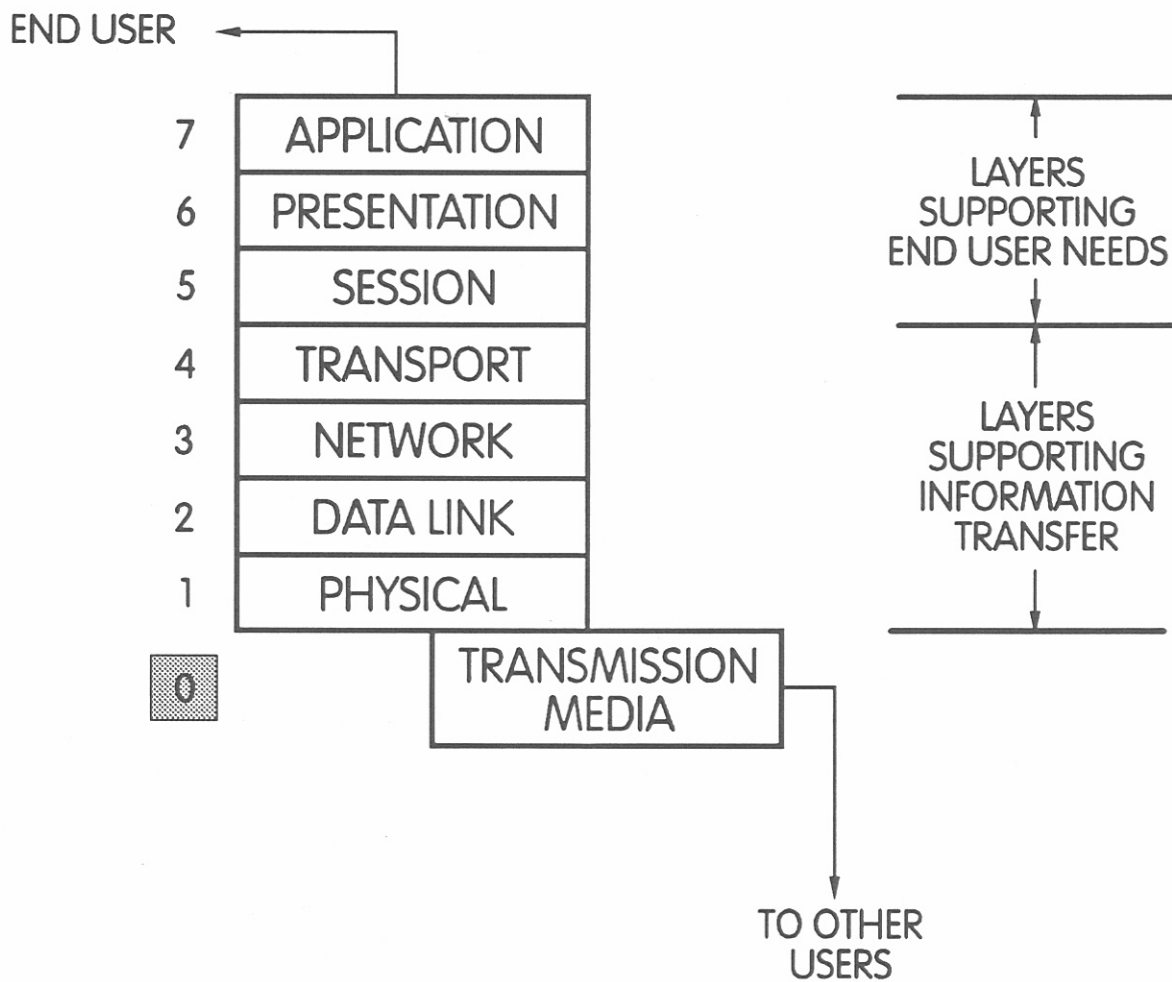 END USER
7 APPLICATION
6 PRESENTATION
5 SESSION
4 TRANSPORT
3 NETWORK
2 DATA LINK
1 PHYSICAL
0 TRANSMISSION
MEDIA
TO OTHER
USERS
LAYERS
SUPPORTING
END USER NEEDS
LAYERS
SUPPORTING
INFORMATION
TRANSFER